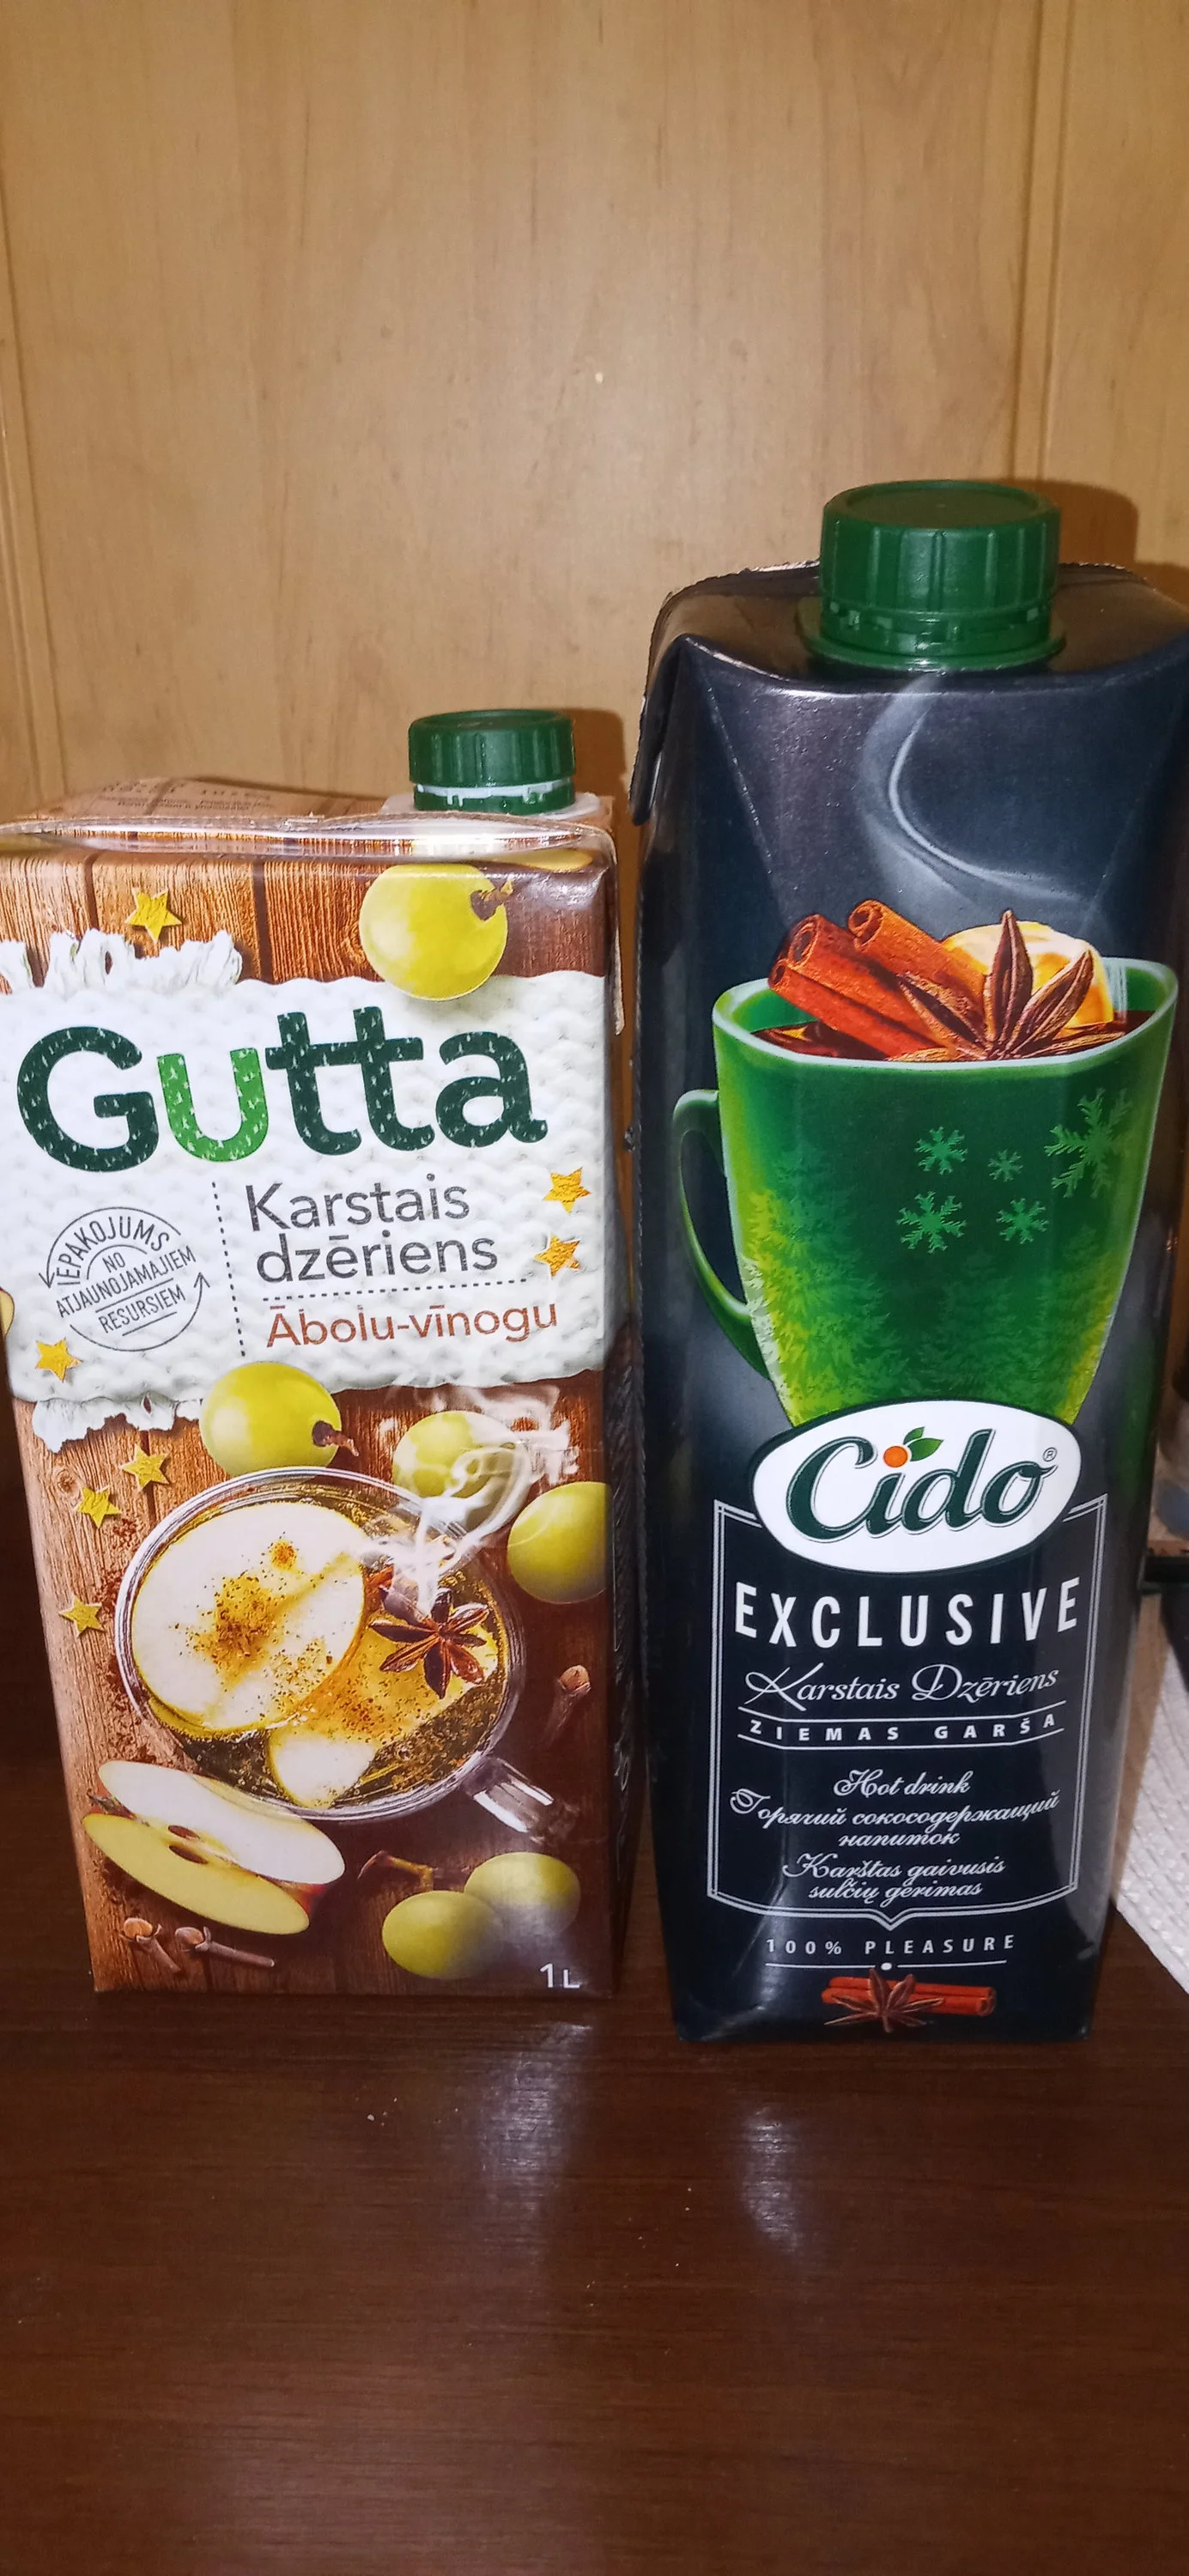 Gutta
IEPAKOJUMS
NO
ATJAUNOJAMAJIEM
RESURSIEM
Karstais
dzēriens
Ābolu-vīnogu
1L
Cido®
EXCLUSIVE
Karstais Dzēriens
ZIEMAS GARŠA
Hot drink
Горячий сокосодержащий
напиток
Karštas gaivusis
sulčių gėrimas
100% PLEASURE